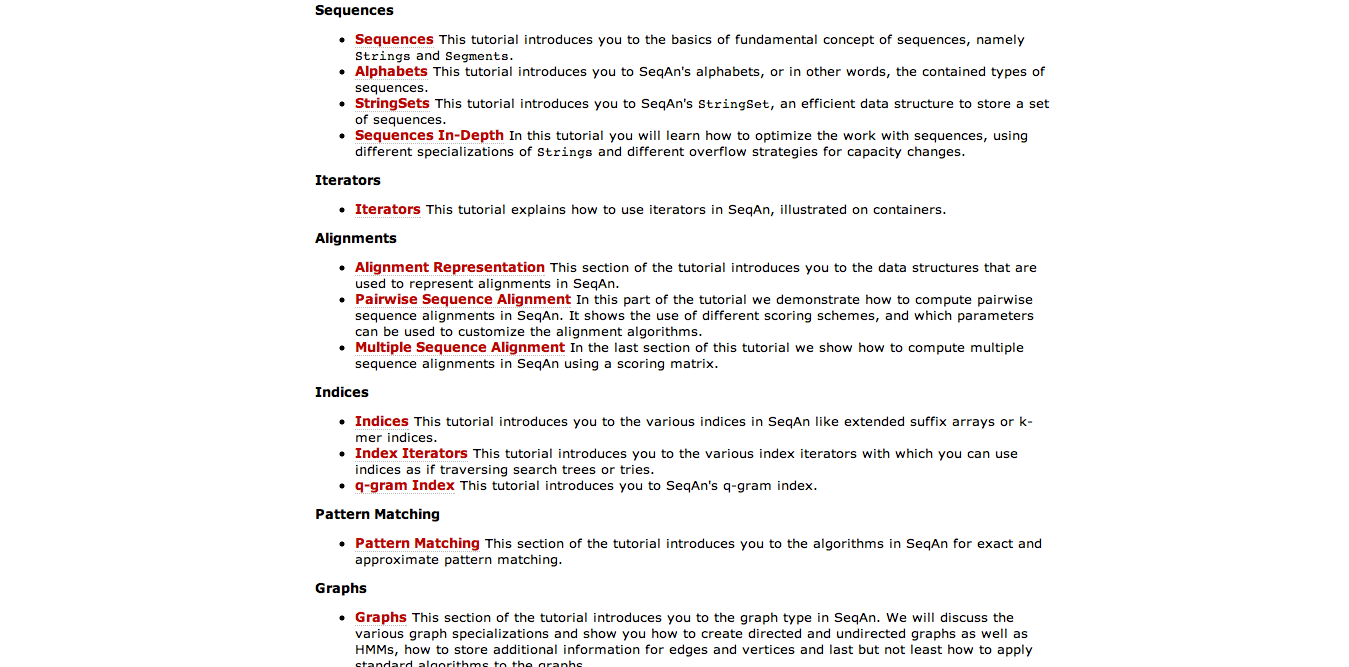 Sequences
Sequences This tutorial introduces you to the basics of fundamental concept of sequences, namely
Strings and Segments.
Alphabets This tutorial introduces you to SeqAn's alphabets, or in other words, the contained types of
sequences.
StringSets This tutorial introduces you to SeqAn's StringSet, an efficient data structure to store a set
of sequences.
Sequences In-Depth In this tutorial you will learn how to optimize the work with sequences, using
different specializations of Strings and different overflow strategies for capacity changes.
Iterators
Iterators This tutorial explains how to use iterators in SeqAn, illustrated on containers.
Alignments
Alignment Representation This section of the tutorial introduces you to the data structures that are
used to represent alignments in SeqAn.
Pairwise Sequence Alignment In this part of the tutorial we demonstrate how to compute pairwise
sequence alignments in SeqAn. It shows the use of different scoring schemes, and which parameters
can be used to customize the alignment algorithms.
Multiple Sequence Alignment In the last section of this tutorial we show how to compute multiple
sequence alignments in SeqAn using a scoring matrix.
Indices
Indices This tutorial introduces you to the various indices in SeqAn like extended suffix arrays or k-
mer indices.
Index Iterators This tutorial introduces you to the various index iterators with which you can use
indices as if traversing search trees or tries.
q-gram Index This tutorial introduces you to SeqAn's q-gram index.
Pattern Matching
Pattern Matching This section of the tutorial introduces you to the algorithms in SeqAn for exact and
approximate pattern matching.
Graphs
Graphs This section of the tutorial introduces you to the graph type in SeqAn. We will discuss the
various graph specializations and show you how to create directed and undirected graphs as well as
HMMs, how to store additional information for edges and vertices and last but not least how to apply
standard algorithms to the graphs.